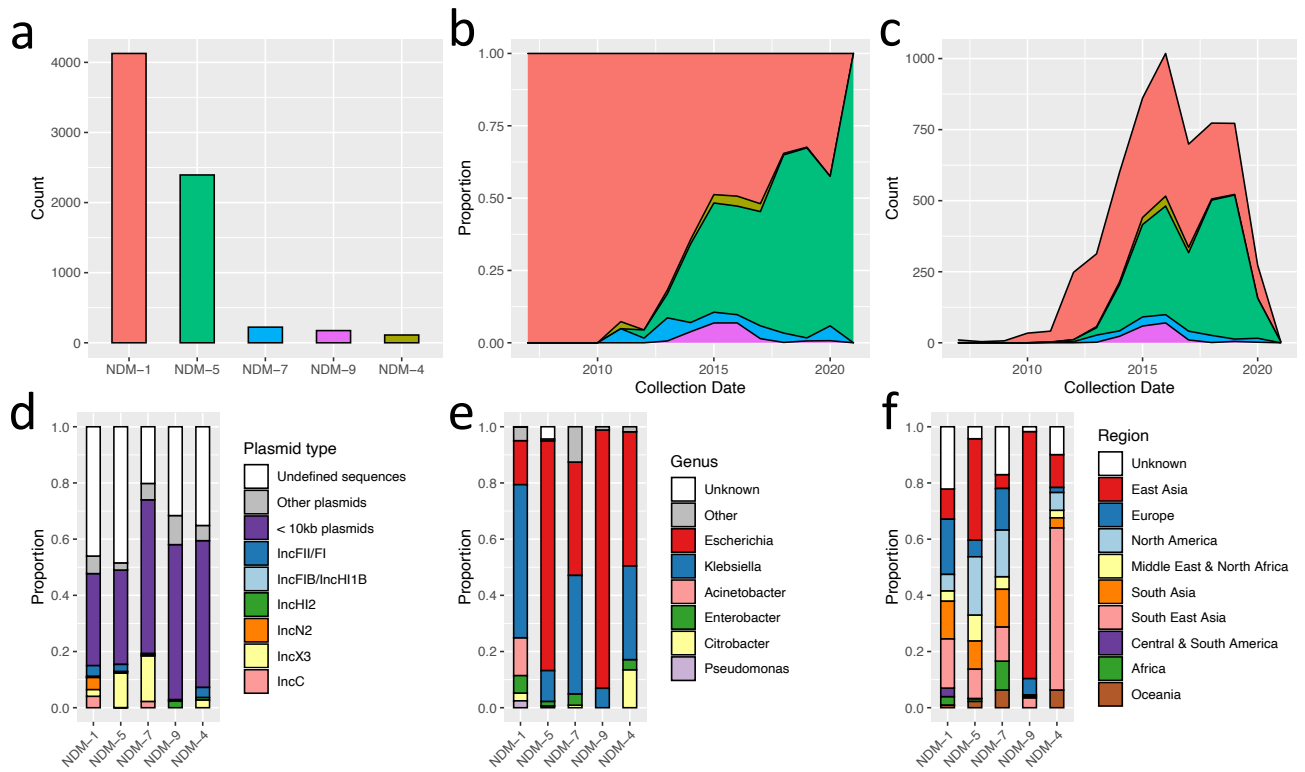 a
4000
3000
2000
1000
0
Count
NDM−1 NDM−5 NDM−7 NDM−9 NDM−4
b
1.00
0.75
0.50
0.25
0.00
Proportion
2010 2015 2020
Collection Date
c
1000
750
500
250
0
Count
2010 2015 2020
Collection Date
d
1.0
0.8
0.6
0.4
0.2
0.0
Proportion
NDM−1 NDM−5 NDM−7 NDM−9 NDM−4
Plasmid type
Undefined sequences
Other plasmids
< 10kb plasmids
IncFII/FI
IncFIB/IncHI1B
IncHI2
IncN2
IncX3
IncC
e
1.0
0.8
0.6
0.4
0.2
0.0
Proportion
NDM−1 NDM−5 NDM−7 NDM−9 NDM−4
Genus
Unknown
Other
Escherichia
Klebsiella
Acinetobacter
Enterobacter
Citrobacter
Pseudomonas
f
1.0
0.8
0.6
0.4
0.2
0.0
Proportion
NDM−1 NDM−5 NDM−7 NDM−9 NDM−4
Region
Unknown
East Asia
Europe
North America
Middle East & North Africa
South Asia
South East Asia
Central & South America
Africa
Oceania